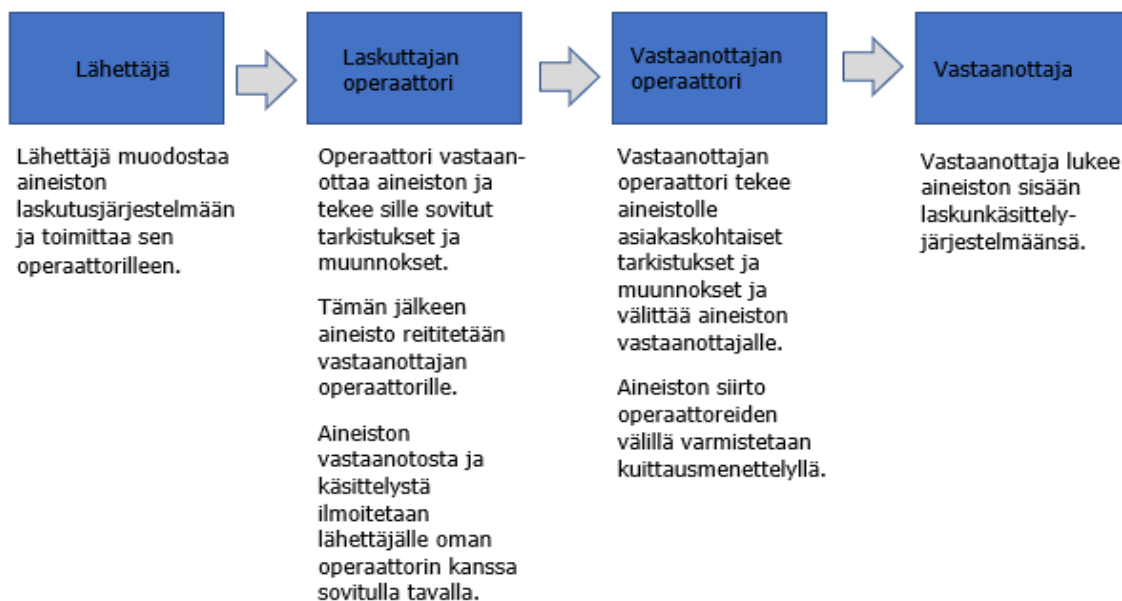 Lähettäjä
Laskuttajan
operaattori
Vastaanottajan
operaattori
Vastaanottaja
Lähettäjä muodostaa
aineiston
laskutusjärjestelmään
ja toimittaa sen
operaattorilleen.
Operaattori vastaan-
ottaa aineiston ja
tekee sille sovitut
tarkistukset ja
muunnokset.
Tämän jälkeen
aineisto reititetään
vastaanottajan
operaattorille.
Aineiston
vastaanotosta ja
käsittelystä
ilmoitetaan
lähettäjälle oman
operaattorin kanssa
sovitulla tavalla.
Vastaanottajan
operaattori tekee
aineistolle
asiakaskohtaiset
tarkistukset ja
muunnokset ja
välittää aineiston
vastaanottajalle.
Aineiston siirto
operaattoreiden
välillä varmistetaan
kuittausmenettelyllä.
Vastaanottaja lukee
aineiston sisään
laskunkäsittely-
järjestelmäänsä.